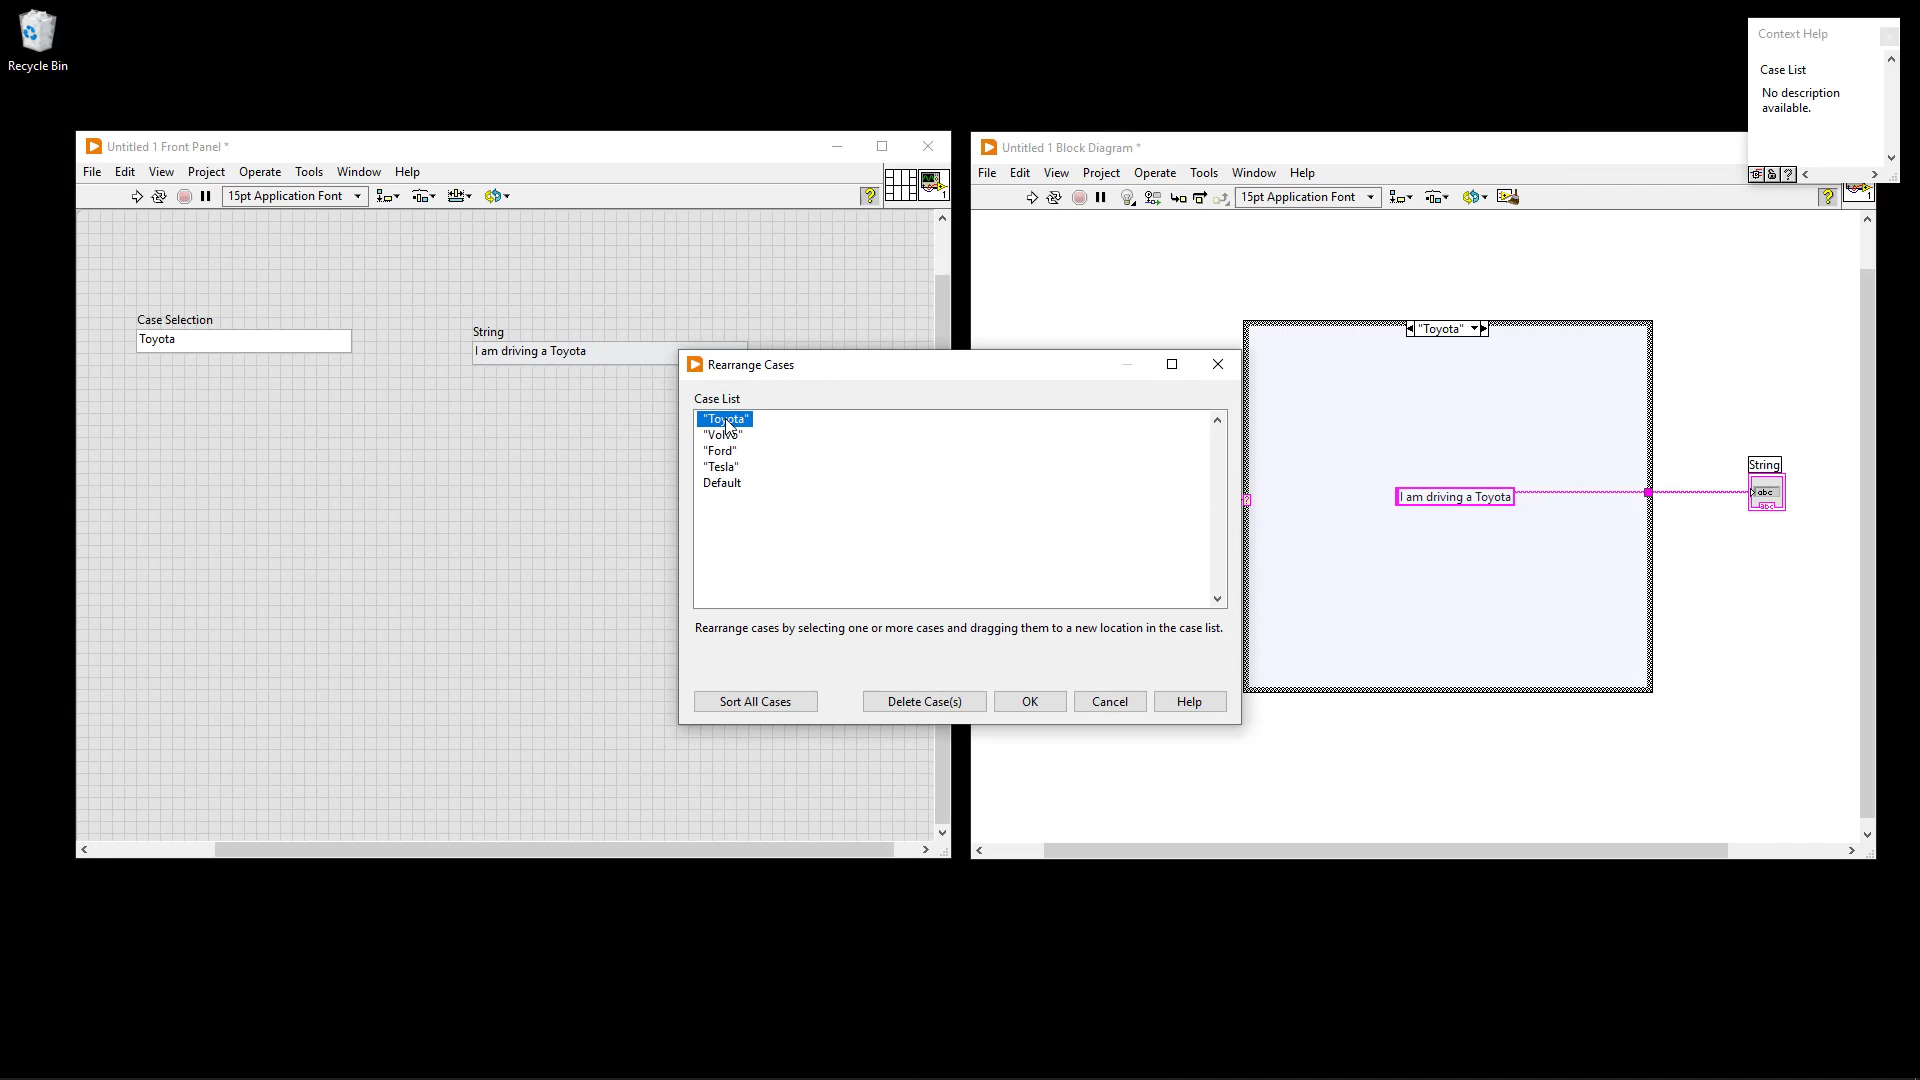 Recycle Bin
Context Help
Case List
No description
available.
Untitled 1 Front Panel *
File Edit View Project Operate Tools Window Help
15pt Application Font
Case Selection
Toyota
String
I am driving a Toyota
Untitled 1 Block Diagram *
File Edit View Project Operate Tools Window Help
15pt Application Font
"Toyota"
I am driving a Toyota
String
abc
abc
Rearrange Cases
Case List
"Toyota"
"Volvo"
"Ford"
"Tesla"
Default
Rearrange cases by selecting one or more cases and dragging them to a new location in the case list.
Sort All Cases
Delete Case(s)
OK
Cancel
Help